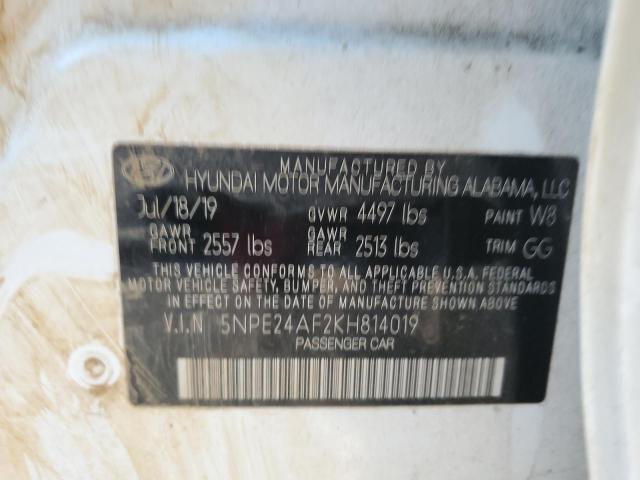 MANUFACTURED BY
HYUNDAI MOTOR MANUFACTURING ALABAMA, LLC
Jul/18/19 GVWR 4497 lbs PAINT W8
GAWR FRONT 2557 lbs GAWR REAR 2513 lbs TRIM GG
THIS VEHICLE CONFORMS TO ALL APPLICABLE U.S.A. FEDERAL
MOTOR VEHICLE SAFETY, BUMPER, AND THEFT PREVENTION STANDARDS
IN EFFECT ON THE DATE OF MANUFACTURE SHOWN ABOVE.
V.I.N 5NPE24AF2KH814019
PASSENGER CAR